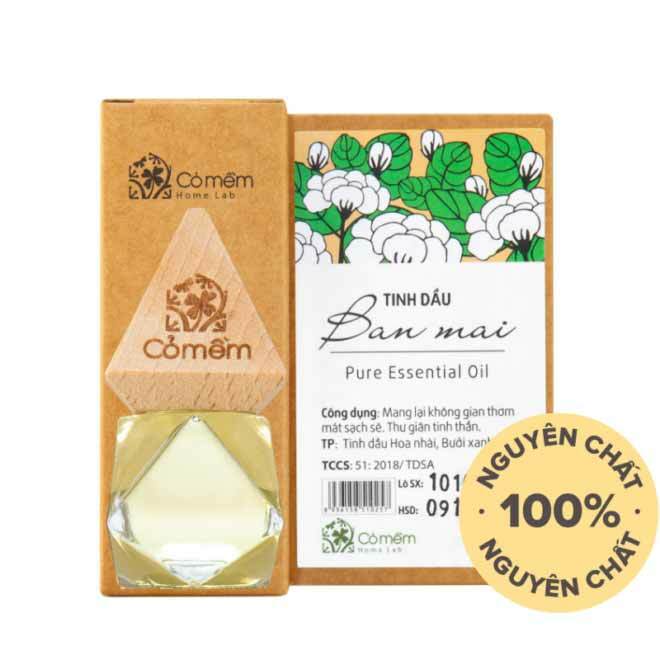 Cỏ mềm
Home Lab
Cỏ mềm
TINH DẦU
Ban mai
Pure Essential Oil
Công dụng: Mang lại không gian thơm
mát sạch sẽ. Thư giãn tinh thần.
TP: Tinh dầu Hoa nhài, Bưởi xanh
TCCS: 51: 2018/ TDSA
Lô SX: 101
HSD: 091
Cỏ mềm
Home Lab
NGUYÊN CHẤT
100%
NGUYÊN CHẤT